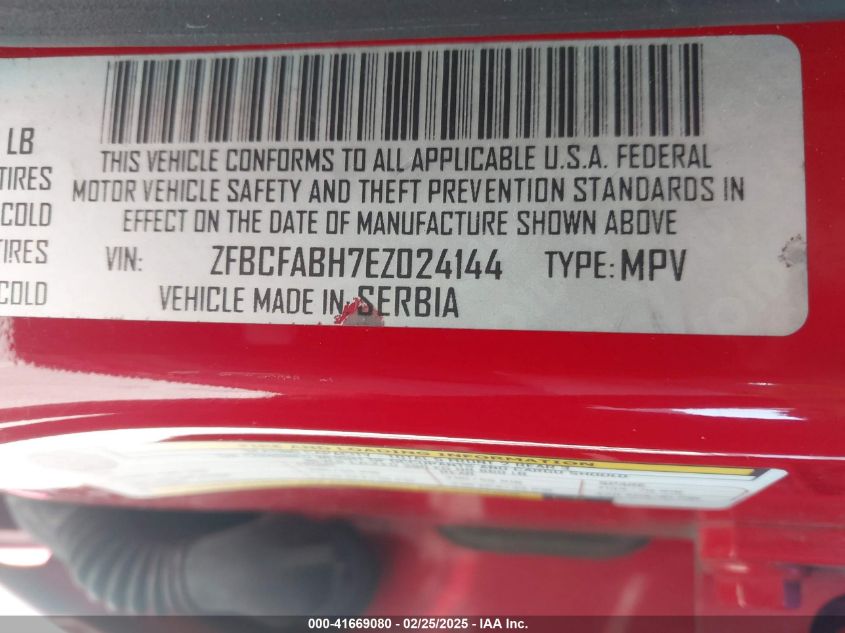 LB
TIRES
COLD
TIRES
COLD
THIS VEHICLE CONFORMS TO ALL APPLICABLE U.S.A. FEDERAL
MOTOR VEHICLE SAFETY AND THEFT PREVENTION STANDARDS IN
EFFECT ON THE DATE OF MANUFACTURE SHOWN ABOVE
VIN: ZFBCFABH7EZ024144 TYPE: MPV
VEHICLE MADE IN: SERBIA
LOADING INFORMATION
000-41669080 - 02/25/2025 - IAA Inc.